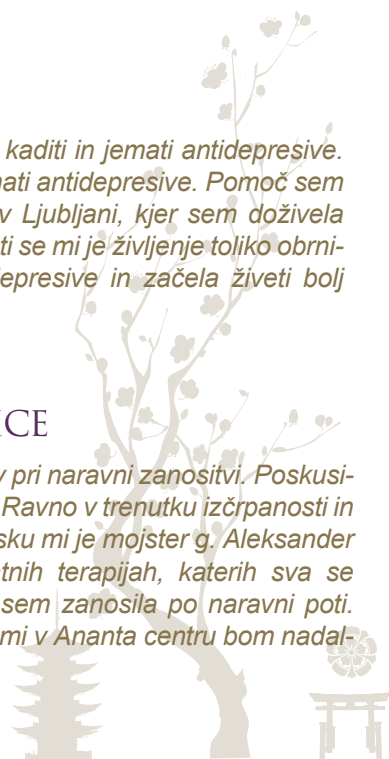 kaditi in jemati antidepresive.
nati antidepresive. Pomoč sem
v Ljubljani, kjer sem doživela
ti se mi je življenje toliko obrni-
depresive in začela živeti bolj
ICE
v pri naravni zanositvi. Poskusi-
Ravno v trenutku izčrpanosti in
sku mi je mojster g. Aleksander
tnih terapijah, katerih sva se
sem zanosila po naravni poti.
mi v Ananta centru bom nadal-